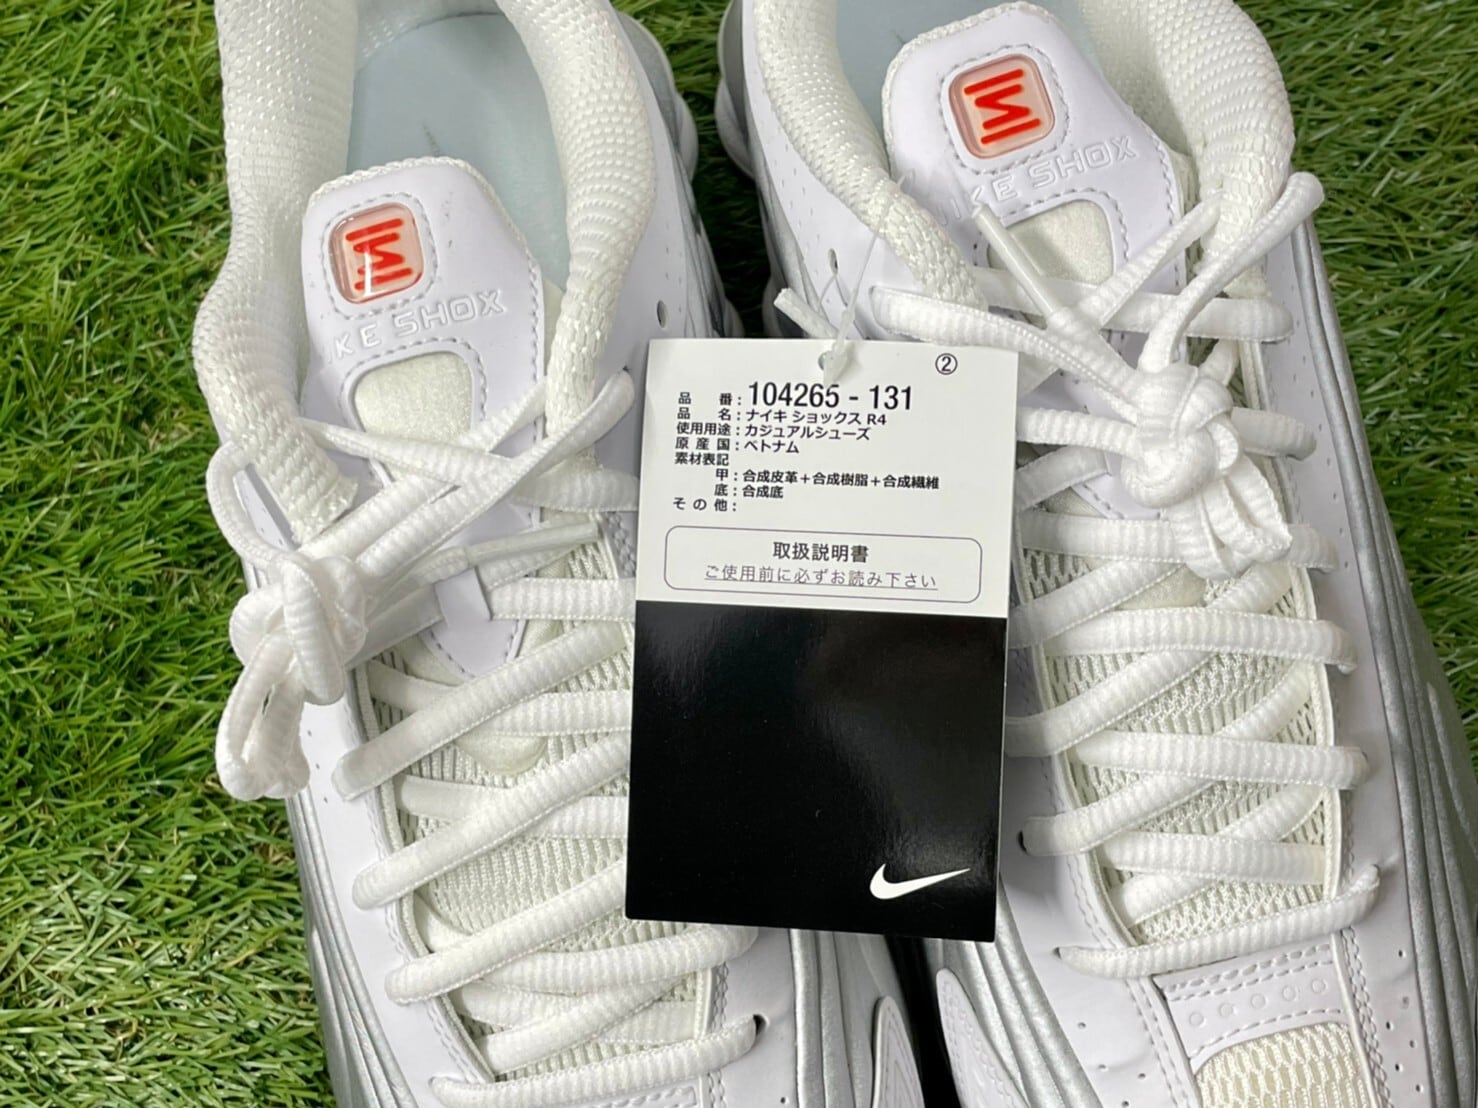 NIKE SHOX
IKE SHOX
②
品番：104265 - 131
品名：ナイキ ショックス R4
使用用途：カジュアルシューズ
原産国：ベトナム
素材表記
甲：合成皮革＋合成樹脂＋合成繊維
底：合成底
その他：
取扱説明書
ご使用前に必ずお読み下さい